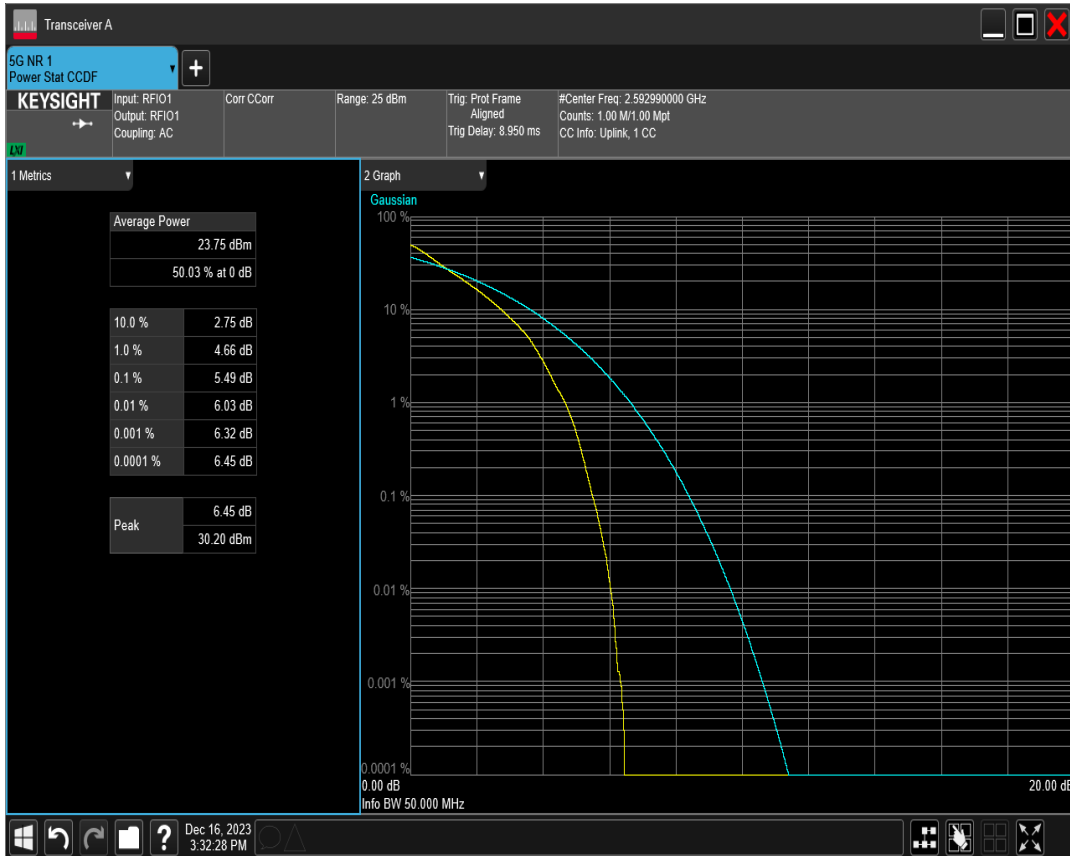 Transceiver A
5G NR 1
Power Stat CCDF
KEYSIGHT
LXI
Input: RFIO1
Output: RFIO1
Coupling: AC
Corr CCorr
Range: 25 dBm
Trig: Prot Frame
Aligned
Trig Delay: 8.950 ms
#Center Freq: 2.592990000 GHz
Counts: 1.00 M/1.00 Mpt
CC Info: Uplink, 1 CC
1 Metrics
Average Power
23.75 dBm
50.03 % at 0 dB
10.0 % 2.75 dB
1.0 % 4.66 dB
0.1 % 5.49 dB
0.01 % 6.03 dB
0.001 % 6.32 dB
0.0001 % 6.45 dB
Peak
6.45 dB
30.20 dBm
2 Graph
Gaussian
100 %
10 %
1 %
0.1 %
0.01 %
0.001 %
0.0001 %
0.00 dB 20.00 dB
Info BW 50.000 MHz
?
Dec 16, 2023
3:32:28 PM